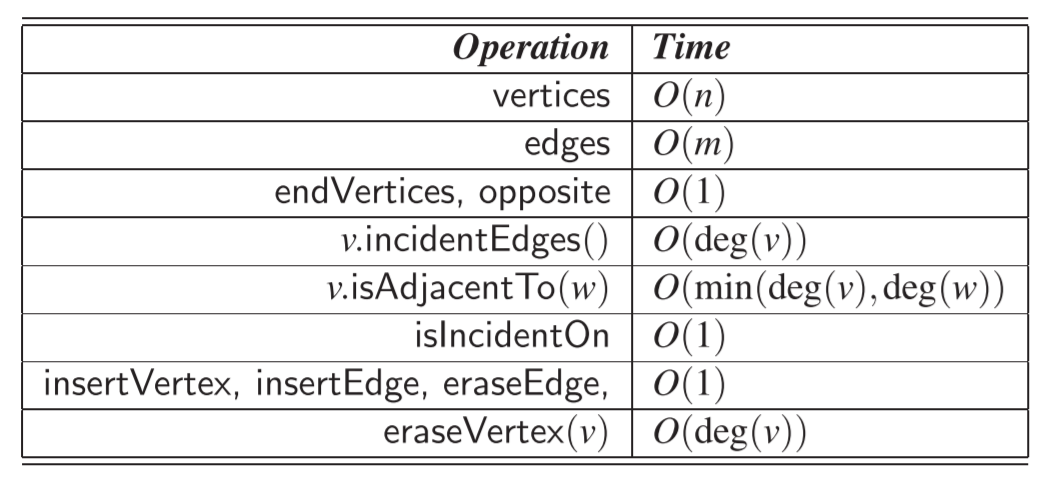 Operation Time
vertices O(n)
edges O(m)
endVertices, opposite O(1)
v.incidentEdges() O(deg(v))
v.isAdjacentTo(w) O(min(deg(v),deg(w))
isIncidentOn O(1)
insertVertex, insertEdge, eraseEdge, O(1)
eraseVertex(v) O(deg(v))